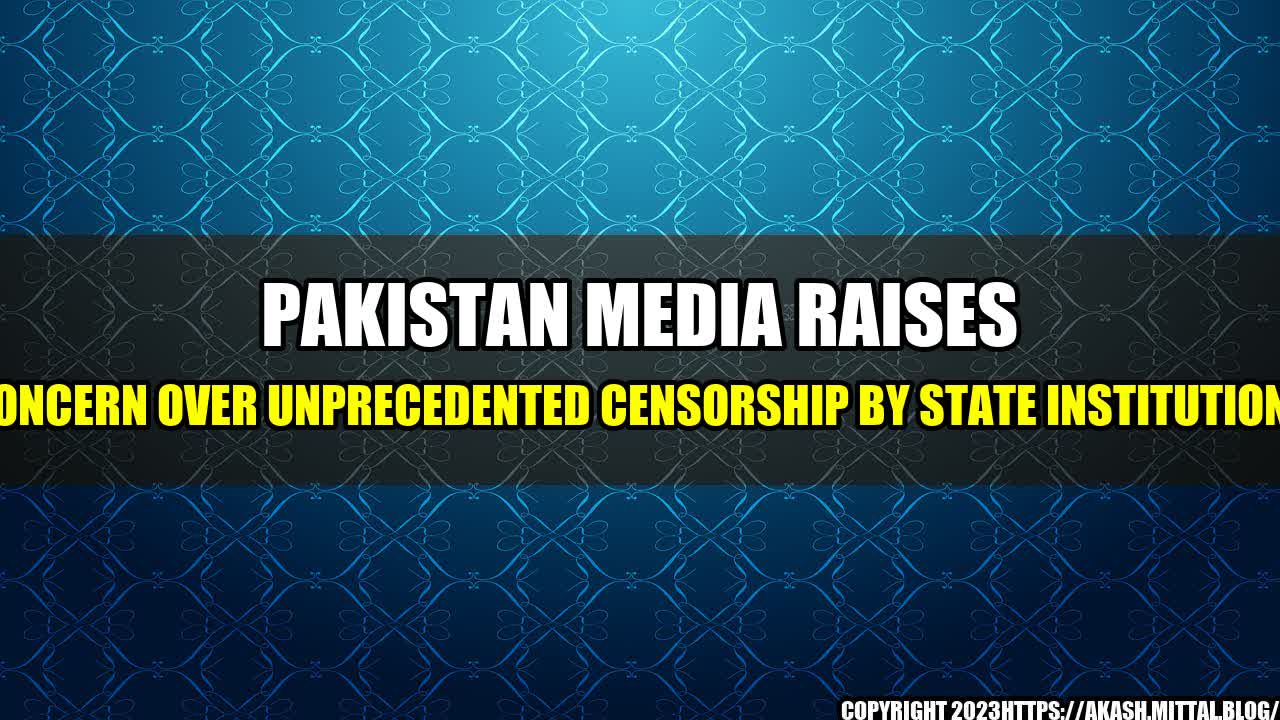 PAKISTAN MEDIA RAISES
ONCERN OVER UNPRECEDENTED CENSORSHIP BY STATE INSTITUTION
COPYRIGHT 2023HTTPS://AKASH.MITTAL.BLOG/